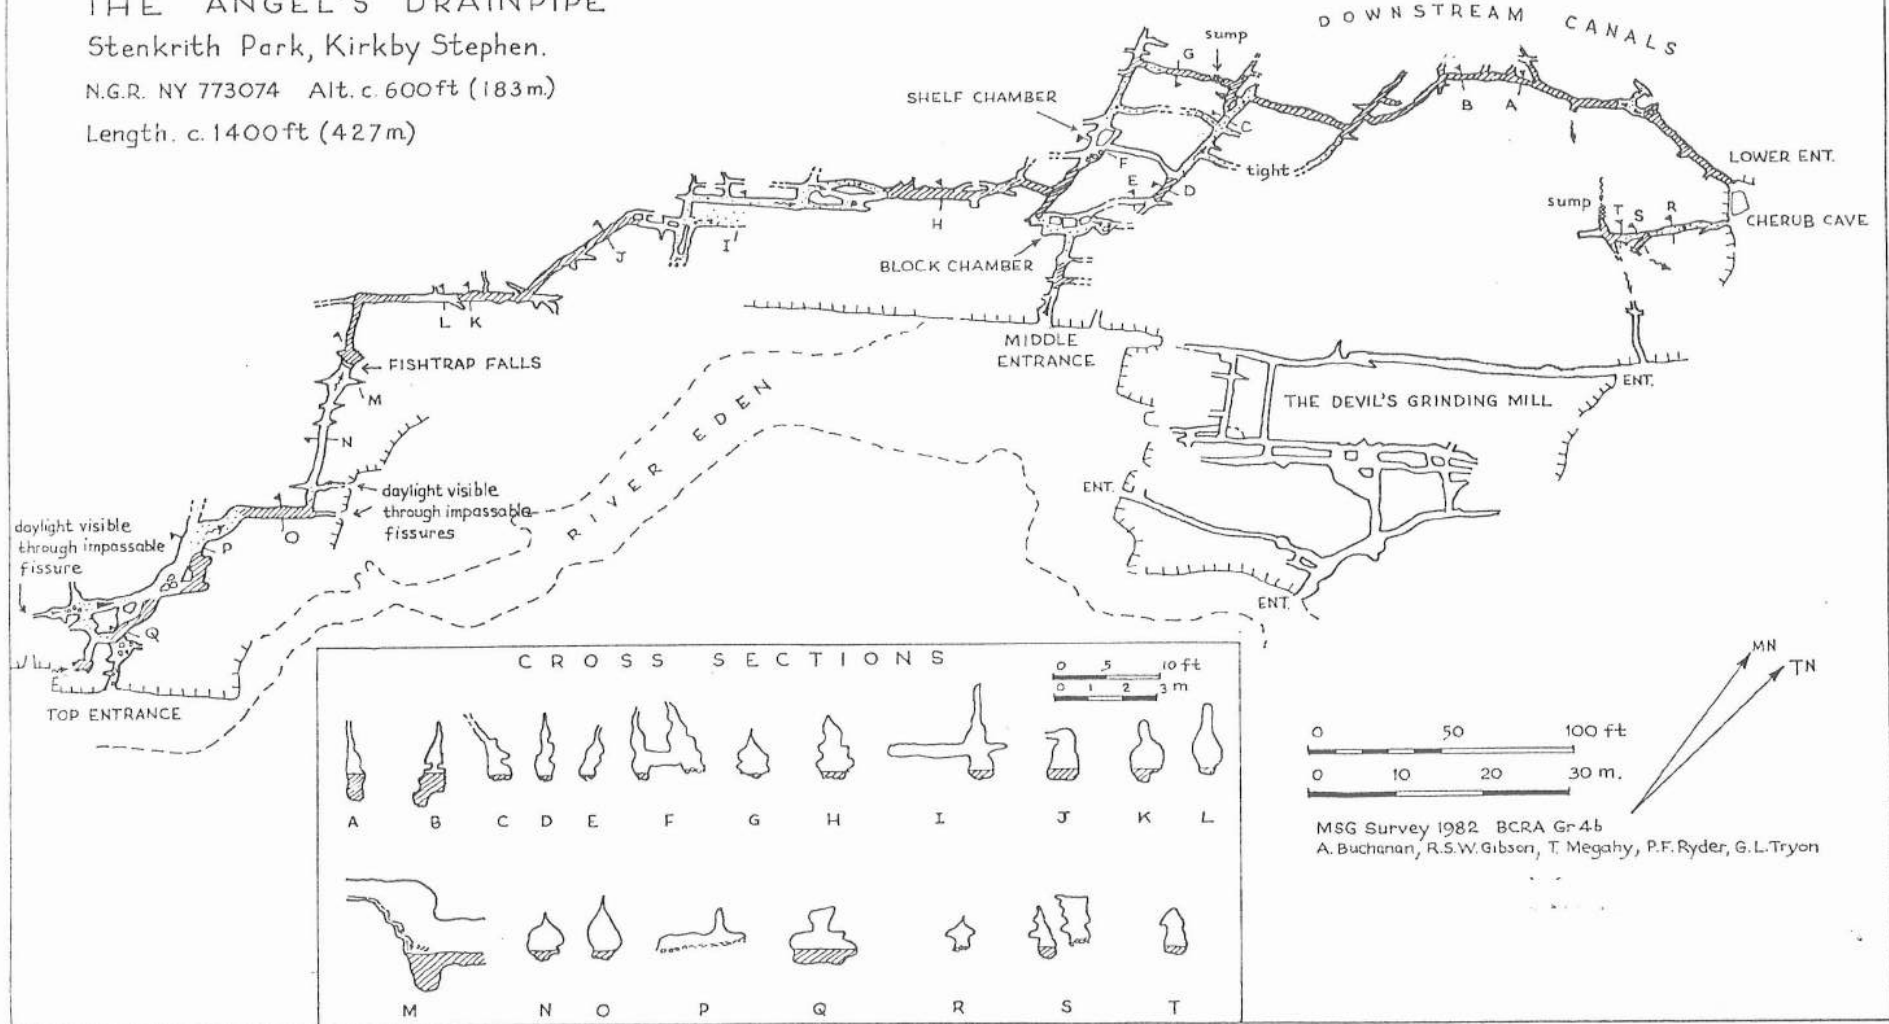 THE ANGEL'S DRAINPIPE
Stenkrith Park, Kirkby Stephen.
N.G.R. NY 773074 Alt. c. 600ft (183m.)
Length. c. 1400ft (427m)
DOWNSTREAM CANALS
sump
G
SHELF CHAMBER
B A
C
LOWER ENT.
F
tight
E D
sump
T S R
CHERUB CAVE
H
I'
J
BLOCK CHAMBER
L K
MIDDLE
ENTRANCE
FISHTRAP FALLS
ENT.
THE DEVIL'S GRINDING MILL
M
RIVER EDEN
N
daylight visible
through impassable
fissures
ENT.
daylight visible
through impassable
fissure
O
P
ENT.
Q
TOP ENTRANCE
CROSS SECTIONS
0 5 10 ft
0 1 2 3 m
A B C D E F G H I J K L
M N O P Q R S T
MN
TN
0 50 100 ft
0 10 20 30 m.
MSG Survey 1982 BCRA Gr 4b
A. Buchanan, R.S.W. Gibson, T. Megahy, P.F. Ryder, G.L. Tryon